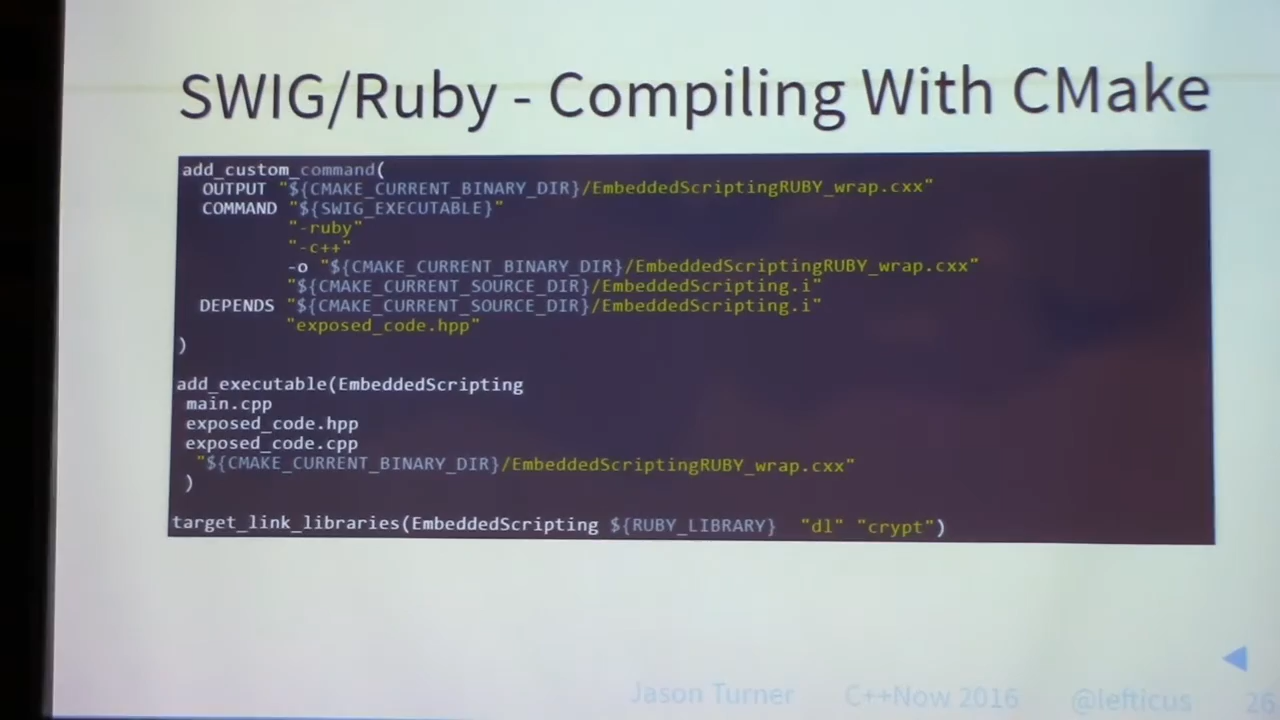 SWIG/Ruby - Compiling With CMake
add_custom_command(
OUTPUT "${CMAKE_CURRENT_BINARY_DIR}/EmbeddedScriptingRUBY_wrap.cxx"
COMMAND "${SWIG_EXECUTABLE}"
"-ruby"
"-c++"
-o "${CMAKE_CURRENT_BINARY_DIR}/EmbeddedScriptingRUBY_wrap.cxx"
"${CMAKE_CURRENT_SOURCE_DIR}/EmbeddedScripting.i"
DEPENDS "${CMAKE_CURRENT_SOURCE_DIR}/EmbeddedScripting.i"
"exposed_code.hpp"
)
add_executable(EmbeddedScripting
main.cpp
exposed_code.hpp
exposed_code.cpp
"${CMAKE_CURRENT_BINARY_DIR}/EmbeddedScriptingRUBY_wrap.cxx"
)
target_link_libraries(EmbeddedScripting ${RUBY_LIBRARY} "dl" "crypt")
Jason Turner C++Now 2016 @lefticus 26